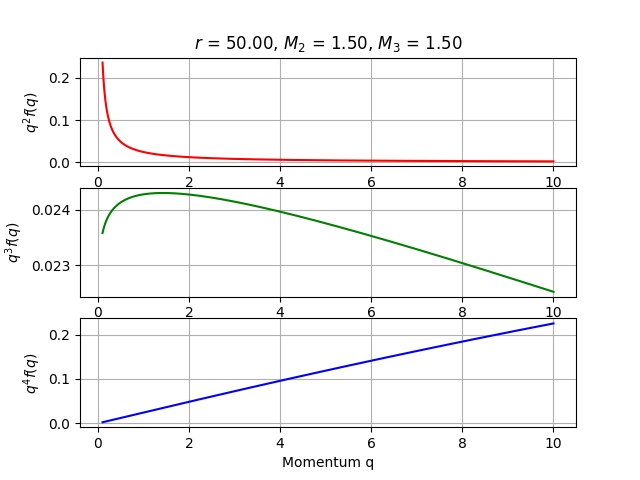 r = 50.00, M₂ = 1.50, M₃ = 1.50
q²f(q)
0.2
0.1
0.0
0 2 4 6 8 10
q³f(q)
0.024
0.023
0 2 4 6 8 10
q⁴f(q)
0.2
0.1
0.0
0 2 4 6 8 10
Momentum q